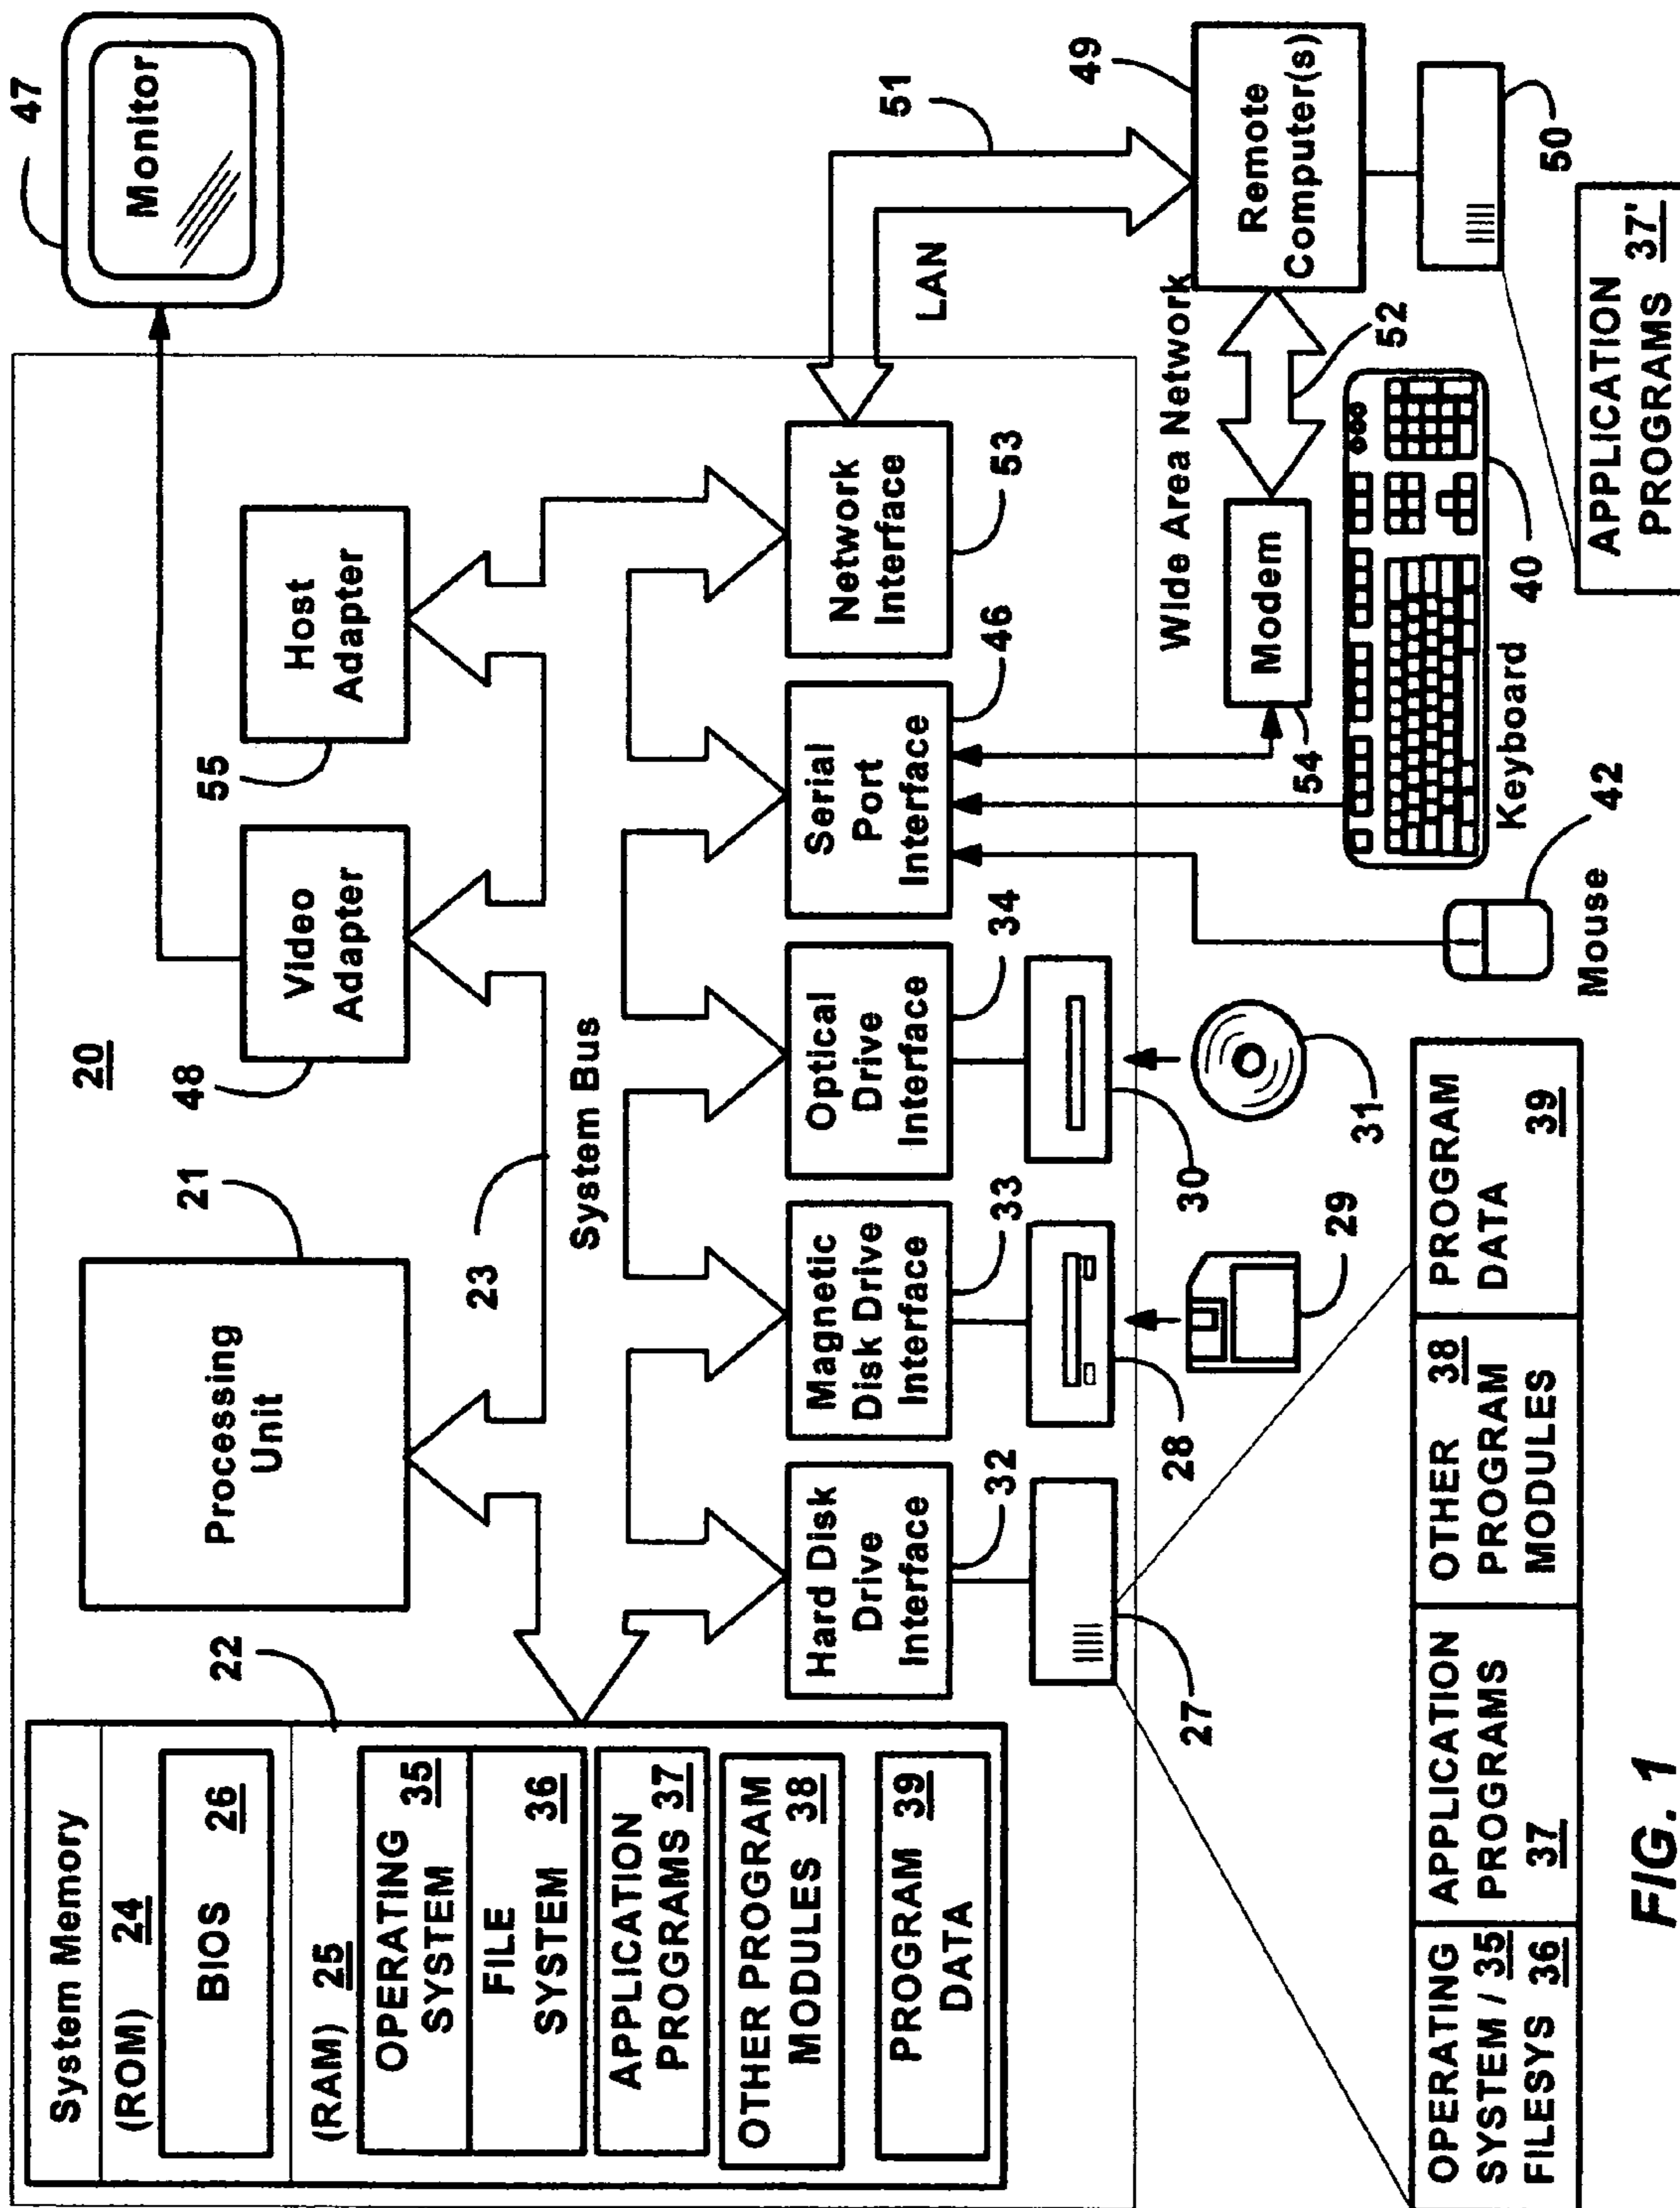 System Memory
(ROM) 24
BIOS 26
(RAM) 25
OPERATING
SYSTEM 35
FILE
SYSTEM 36
APPLICATION
PROGRAMS 37
OTHER PROGRAM
MODULES 38
PROGRAM 39
DATA
22
Processing
Unit
21
20
48
Video
Adapter
55
Host
Adapter
47
Monitor
23
System Bus
Hard Disk
Drive
Interface
32
Magnetic
Disk Drive
Interface
33
Optical
Drive
Interface
34
Serial
Port
Interface
46
Network
Interface
53
LAN
51
27
28
29
30
31
Wide Area Network
Modem
54
52
49
Remote
Computer(s)
50
Mouse
42
Keyboard
40
OPERATING
SYSTEM / 35
FILESYS 36
APPLICATION
PROGRAMS
37
OTHER 38
PROGRAM
MODULES
PROGRAM
DATA 39
APPLICATION
PROGRAMS 37'
FIG. 1